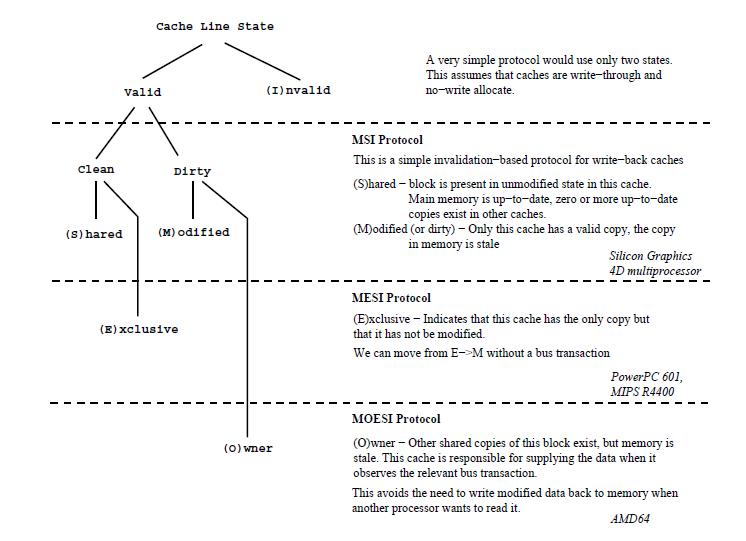 Cache Line State
Valid
(I)nvalid
A very simple protocol would use only two states.
This assumes that caches are write−through and
no−write allocate.
Clean
Dirty
(S)hared
(M)odified
MSI Protocol
This is a simple invalidation−based protocol for write−back caches
(S)hared − block is present in unmodified state in this cache.
Main memory is up−to−date, zero or more up−to−date
copies exist in other caches.
(M)odified (or dirty) − Only this cache has a valid copy, the copy
in memory is stale
Silicon Graphics
4D multiprocessor
(E)xclusive
MESI Protocol
(E)xclusive − Indicates that this cache has the only copy but
that it has not be modified.
We can move from E−>M without a bus transaction
PowerPC 601,
MIPS R4400
(O)wner
MOESI Protocol
(O)wner − Other shared copies of this block exist, but memory is
stale. This cache is responsible for supplying the data when it
observes the relevant bus transaction.
This avoids the need to write modified data back to memory when
another processor wants to read it.
AMD64